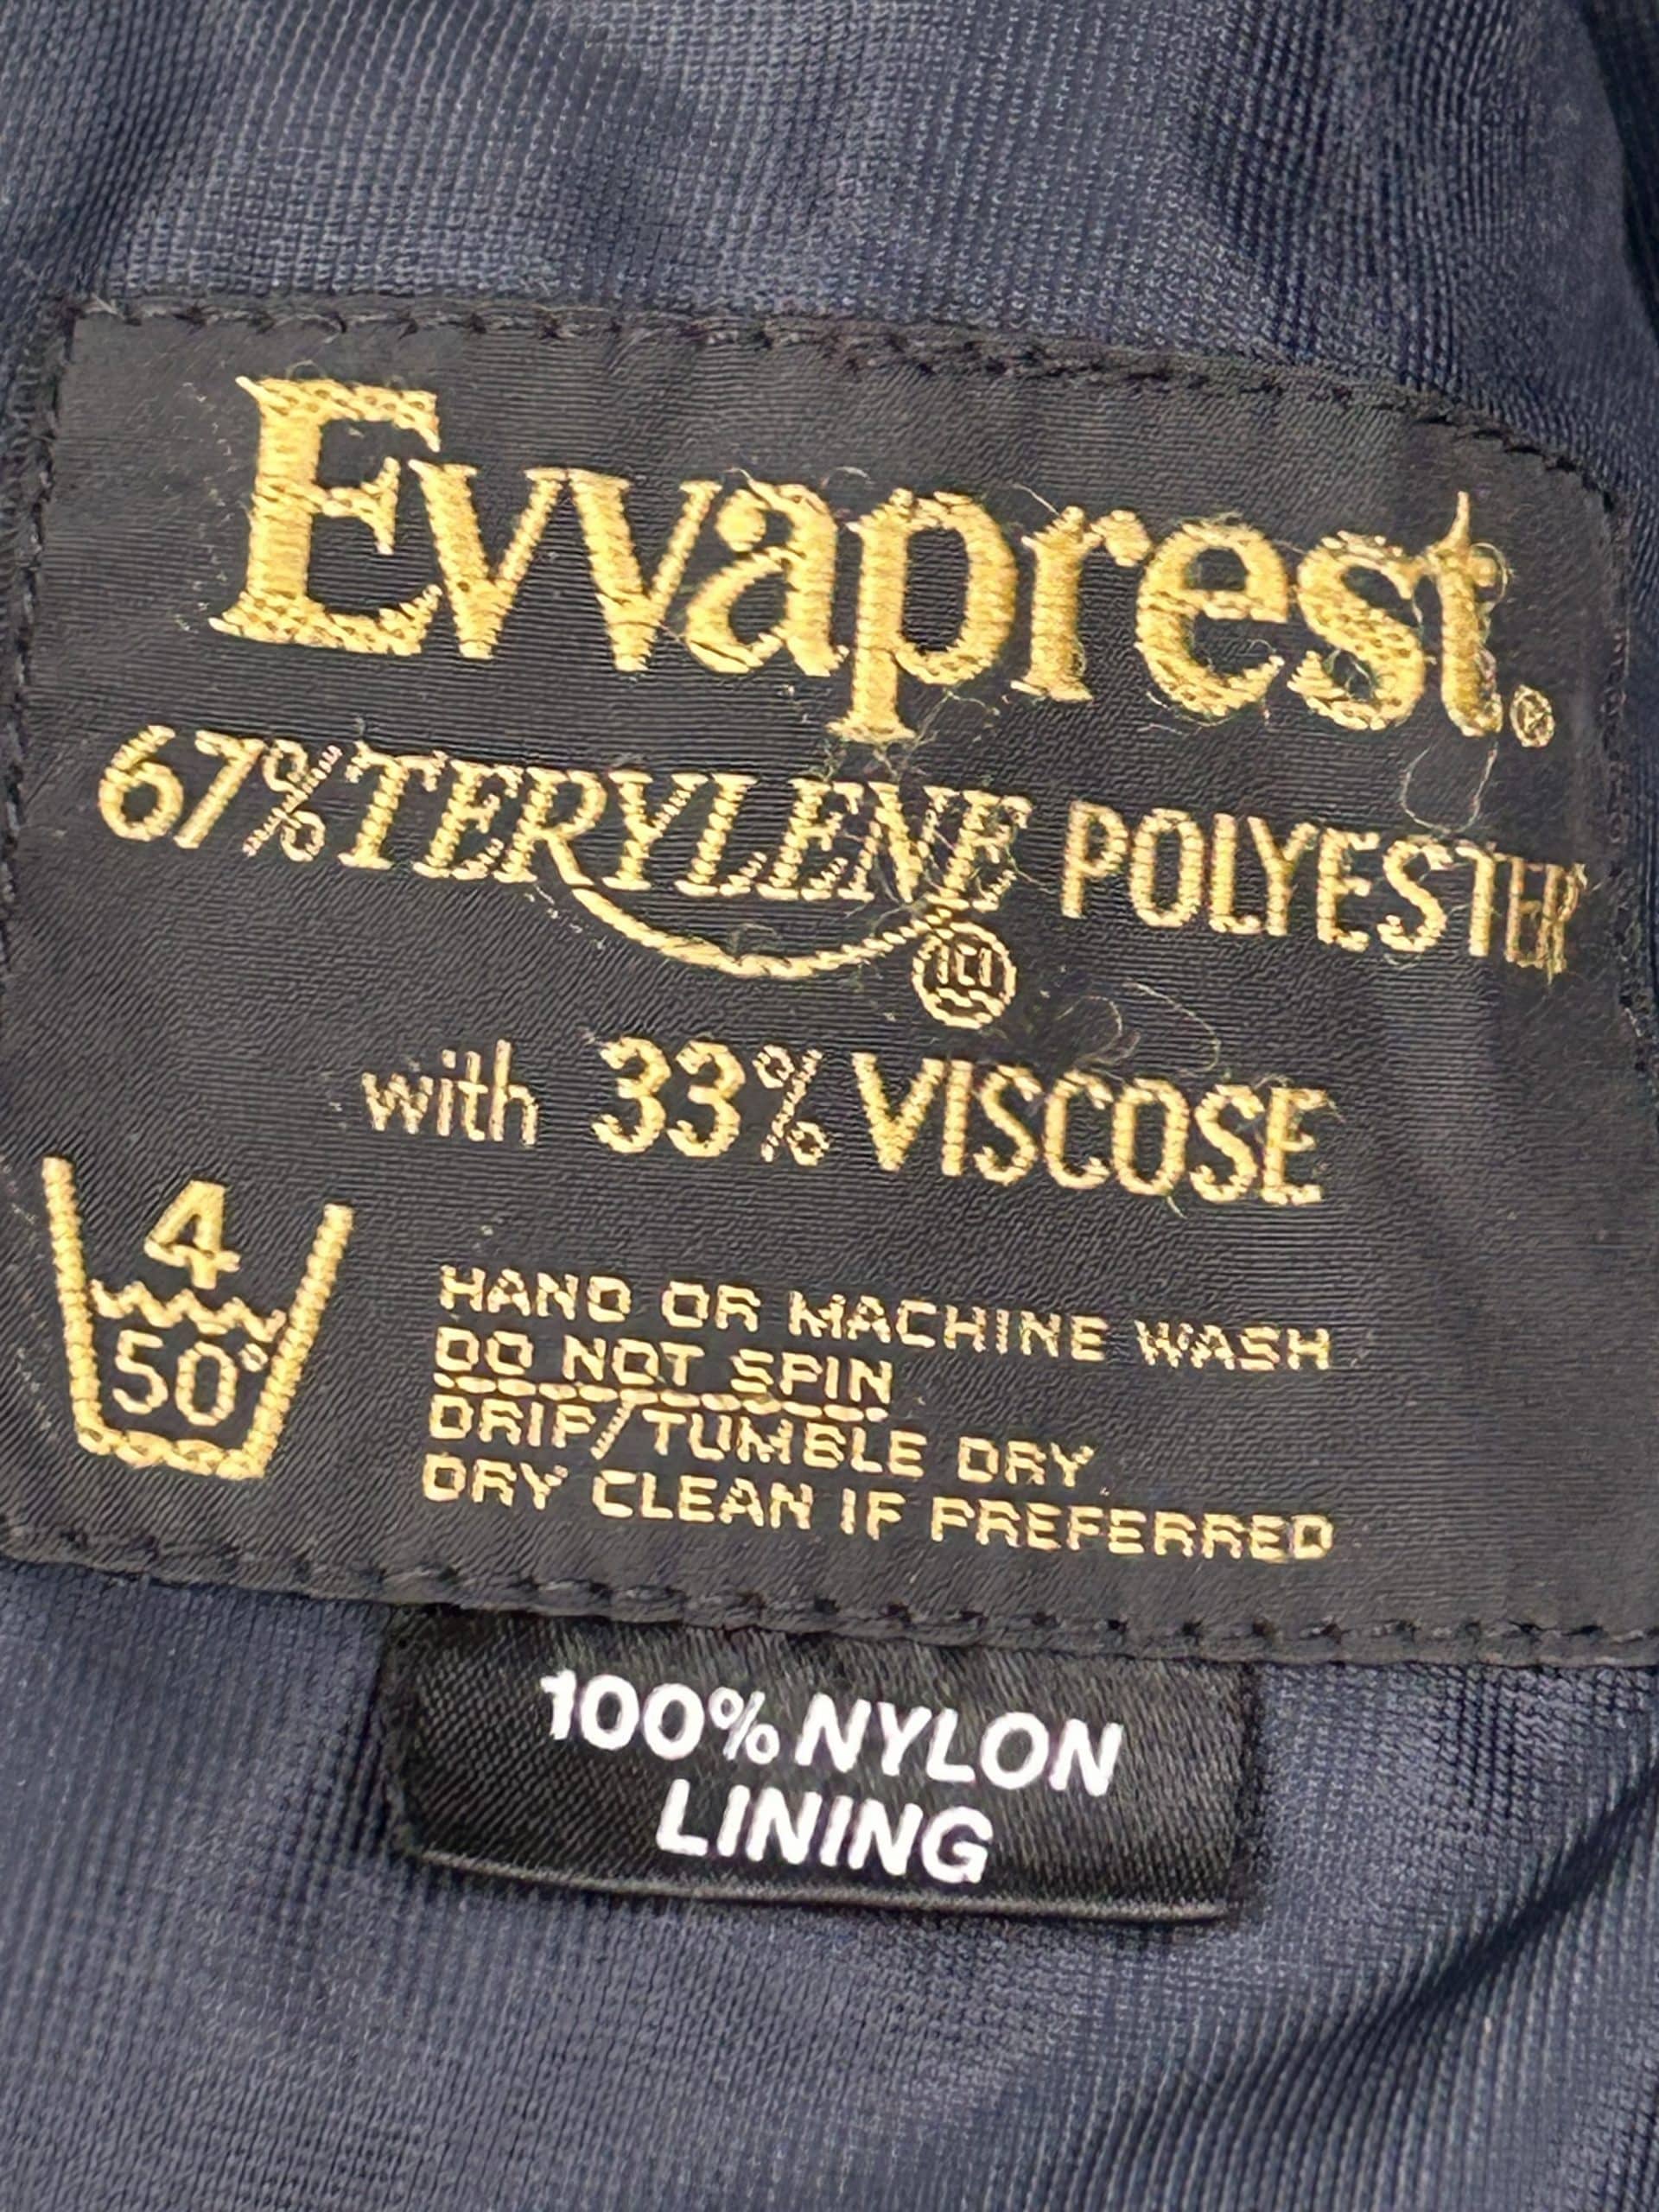 Evvaprest.®
67% TERYLENE POLYESTER
ICI
with 33% VISCOSE
4
50°
HAND OR MACHINE WASH
DO NOT SPIN
DRIP/TUMBLE DRY
DRY CLEAN IF PREFERRED
100% NYLON
LINING